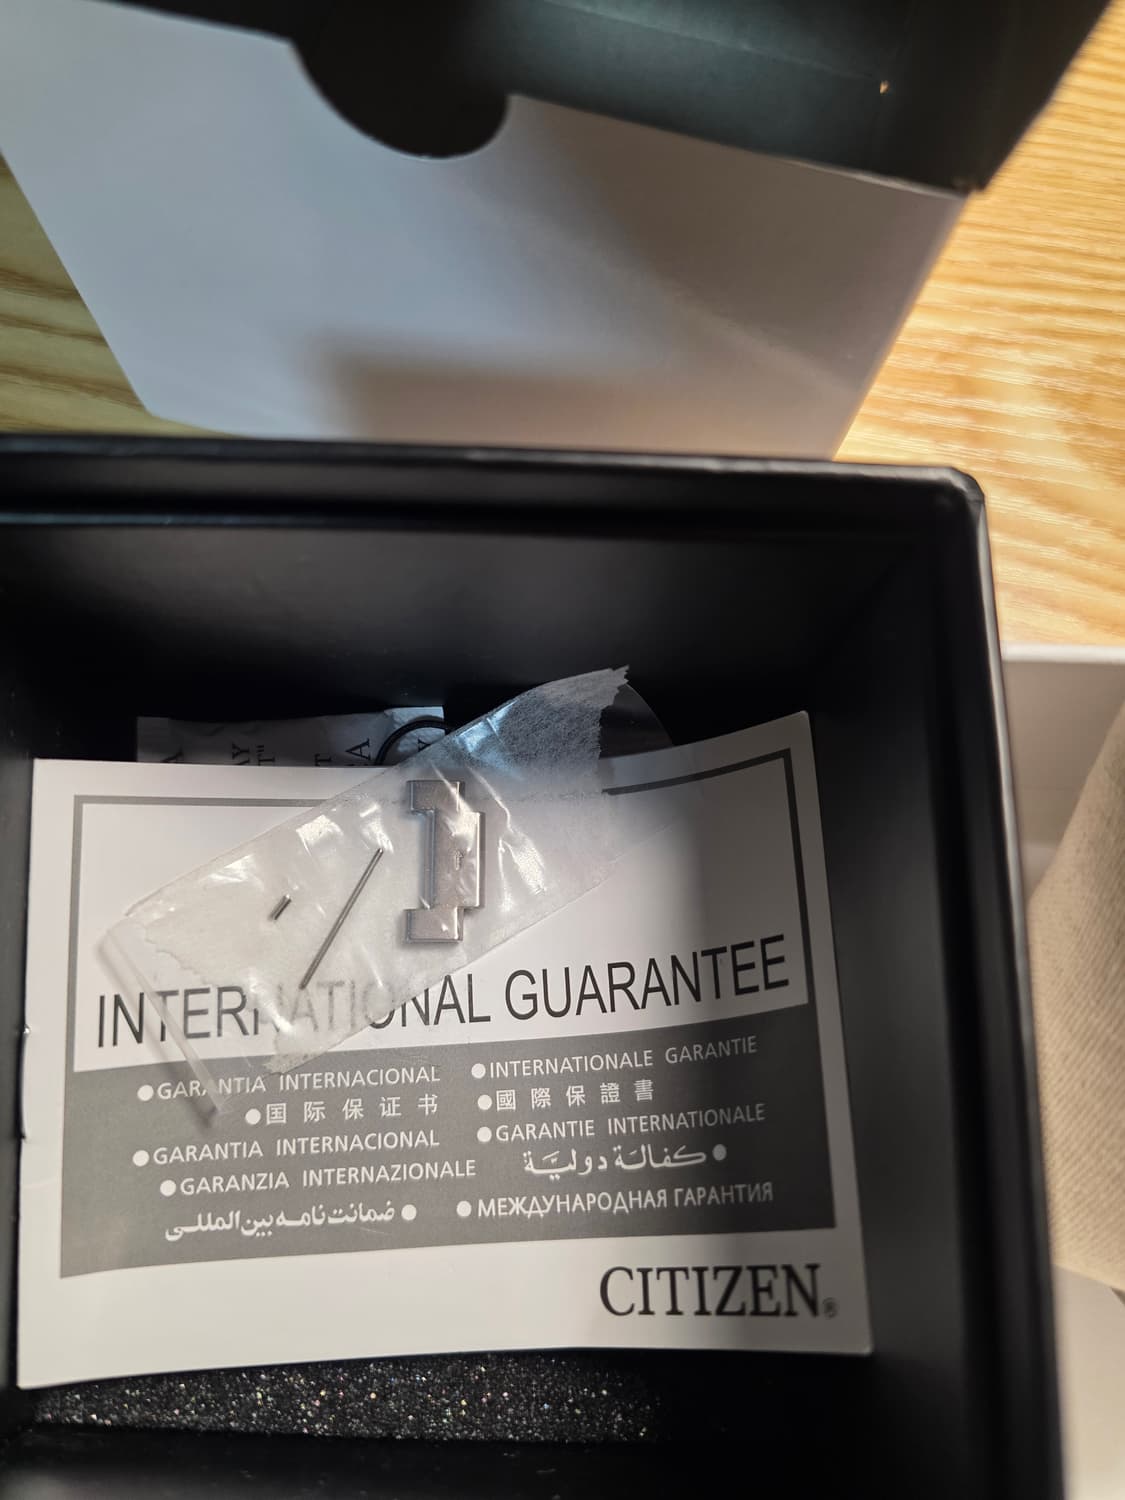 INTERNATIONAL GUARANTEE
●GARANTIA INTERNACIONAL
●INTERNATIONALE GARANTIE
●国际保证书
●國際保證書
●GARANTIA INTERNACIONAL
●GARANTIE INTERNATIONALE
●GARANZIA INTERNAZIONALE
●كفالة دوليّة
●ضمانت نامه بين المللى
●МЕЖДУНАРОДНАЯ ГАРАНТИЯ
CITIZEN®